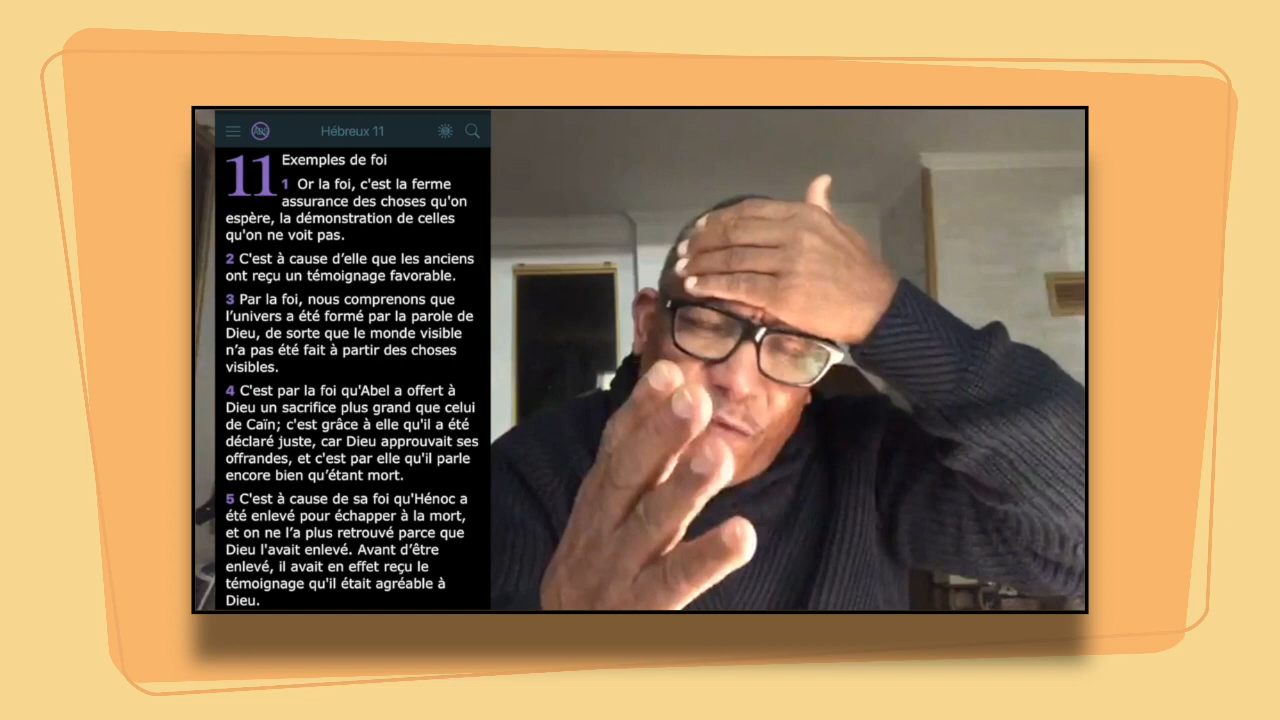 Hébreux 11
11 Exemples de foi
1 Or la foi, c'est la ferme
assurance des choses qu'on
espère, la démonstration de celles
qu'on ne voit pas.
2 C'est à cause d’elle que les anciens
ont reçu un témoignage favorable.
3 Par la foi, nous comprenons que
l’univers a été formé par la parole de
Dieu, de sorte que le monde visible
n’a pas été fait à partir des choses
visibles.
4 C'est par la foi qu'Abel a offert à
Dieu un sacrifice plus grand que celui
de Caïn; c'est grâce à elle qu'il a été
déclaré juste, car Dieu approuvait ses
offrandes, et c'est par elle qu'il parle
encore bien qu’étant mort.
5 C'est à cause de sa foi qu'Hénoc a
été enlevé pour échapper à la mort,
et on ne l’a plus retrouvé parce que
Dieu l'avait enlevé. Avant d’être
enlevé, il avait en effet reçu le
témoignage qu'il était agréable à
Dieu.